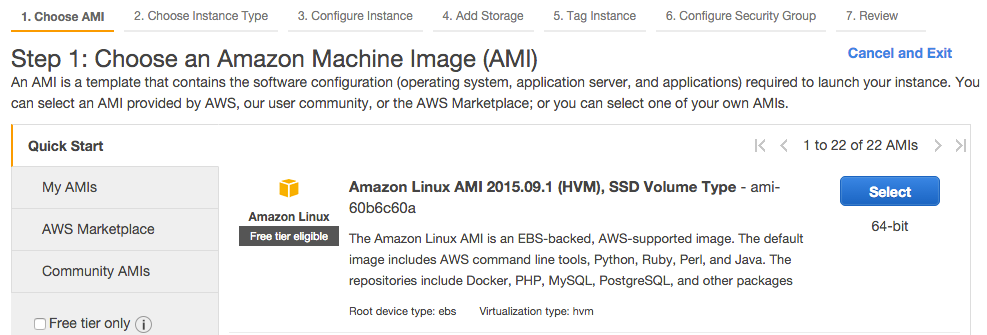 1. Choose AMI 2. Choose Instance Type 3. Configure Instance 4. Add Storage 5. Tag Instance 6. Configure Security Group 7. Review
Step 1: Choose an Amazon Machine Image (AMI)
Cancel and Exit
An AMI is a template that contains the software configuration (operating system, application server, and applications) required to launch your instance. You
can select an AMI provided by AWS, our user community, or the AWS Marketplace; or you can select one of your own AMIs.
Quick Start
My AMIs
AWS Marketplace
Community AMIs
Free tier only
1 to 22 of 22 AMIs
Amazon Linux
Free tier eligible
Amazon Linux AMI 2015.09.1 (HVM), SSD Volume Type - ami-
60b6c60a
The Amazon Linux AMI is an EBS-backed, AWS-supported image. The default
image includes AWS command line tools, Python, Ruby, Perl, and Java. The
repositories include Docker, PHP, MySQL, PostgreSQL, and other packages
Root device type: ebs Virtualization type: hvm
Select
64-bit